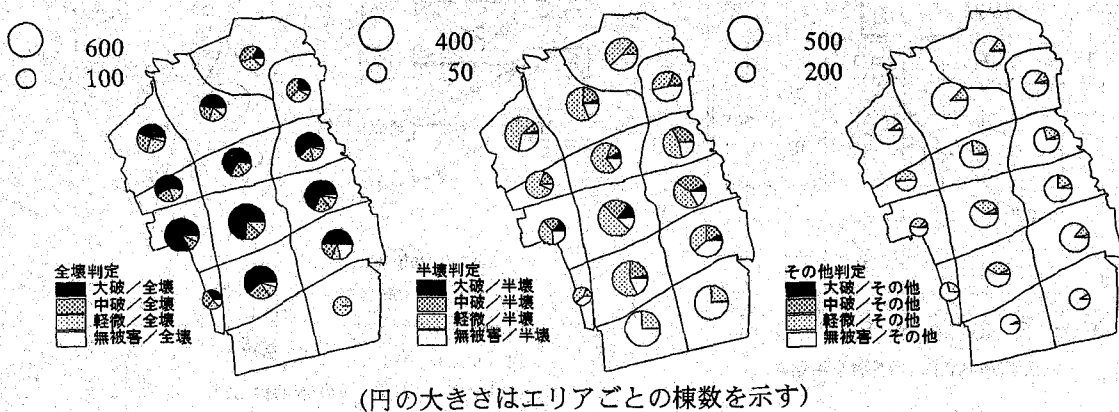 600
100
400
50
500
200
全壊判定
大破／全壊
中破／全壊
軽微／全壊
無被害／全壊
半壊判定
大破／半壊
中破／半壊
軽微／半壊
無被害／半壊
その他判定
大破／その他
中破／その他
軽微／その他
無被害／その他
(円の大きさはエリアごとの棟数を示す)